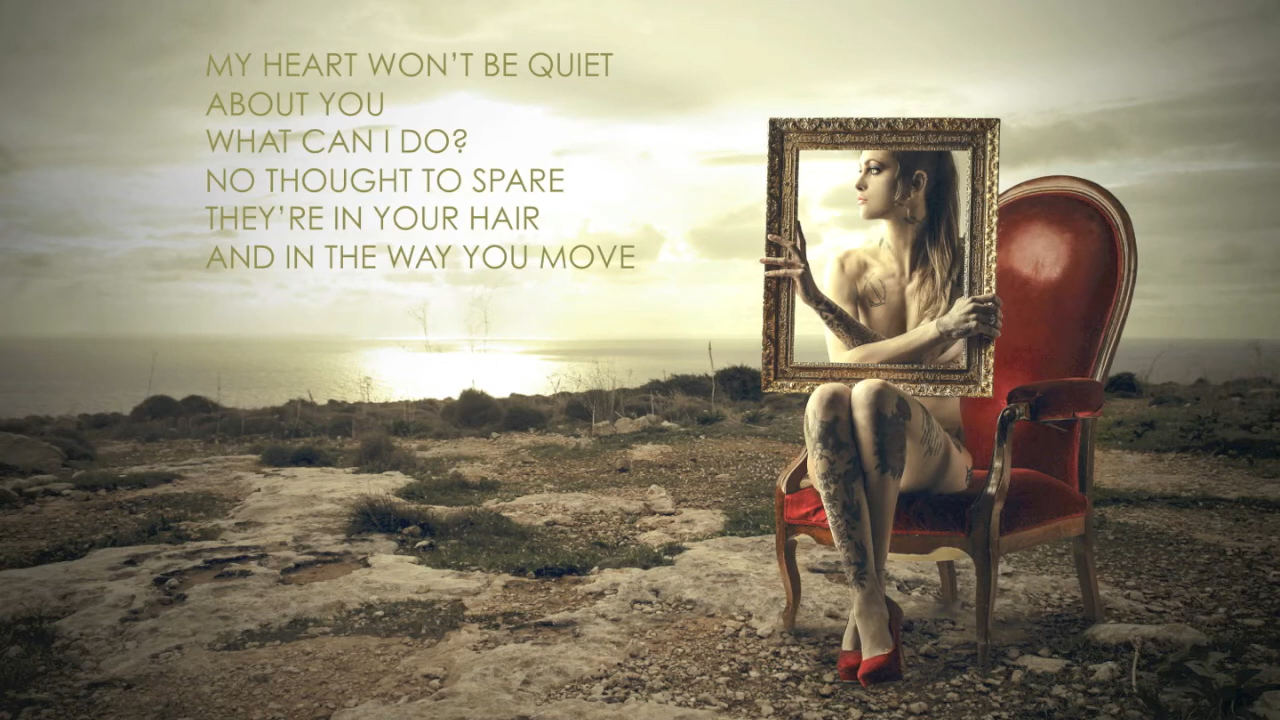 MY HEART WON'T BE QUIET
ABOUT YOU
WHAT CAN I DO?
NO THOUGHT TO SPARE
THEY'RE IN YOUR HAIR
AND IN THE WAY YOU MOVE